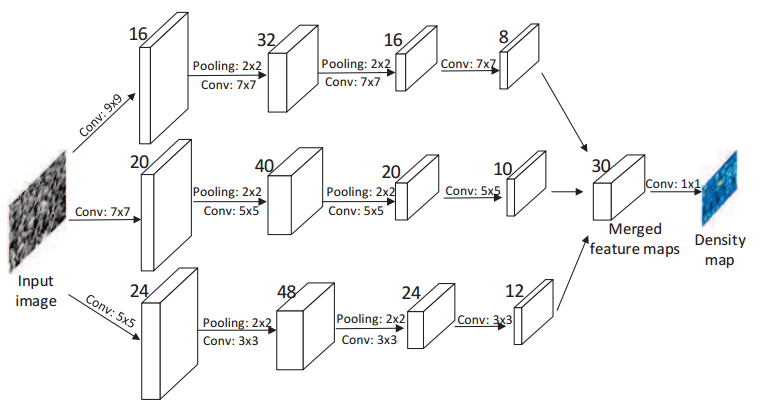 16
32
16
8
Conv: 9x9
Pooling: 2x2
Conv: 7x7
Pooling: 2x2
Conv: 7x7
Conv: 7x7
20
40
20
10
30
Conv: 7x7
Pooling: 2x2
Conv: 5x5
Pooling: 2x2
Conv: 5x5
Conv: 5x5
Conv: 1x1
Merged
feature maps
Density
map
Input
image
24
48
24
12
Conv: 5x5
Pooling: 2x2
Conv: 3x3
Pooling: 2x2
Conv: 3x3
Conv: 3x3